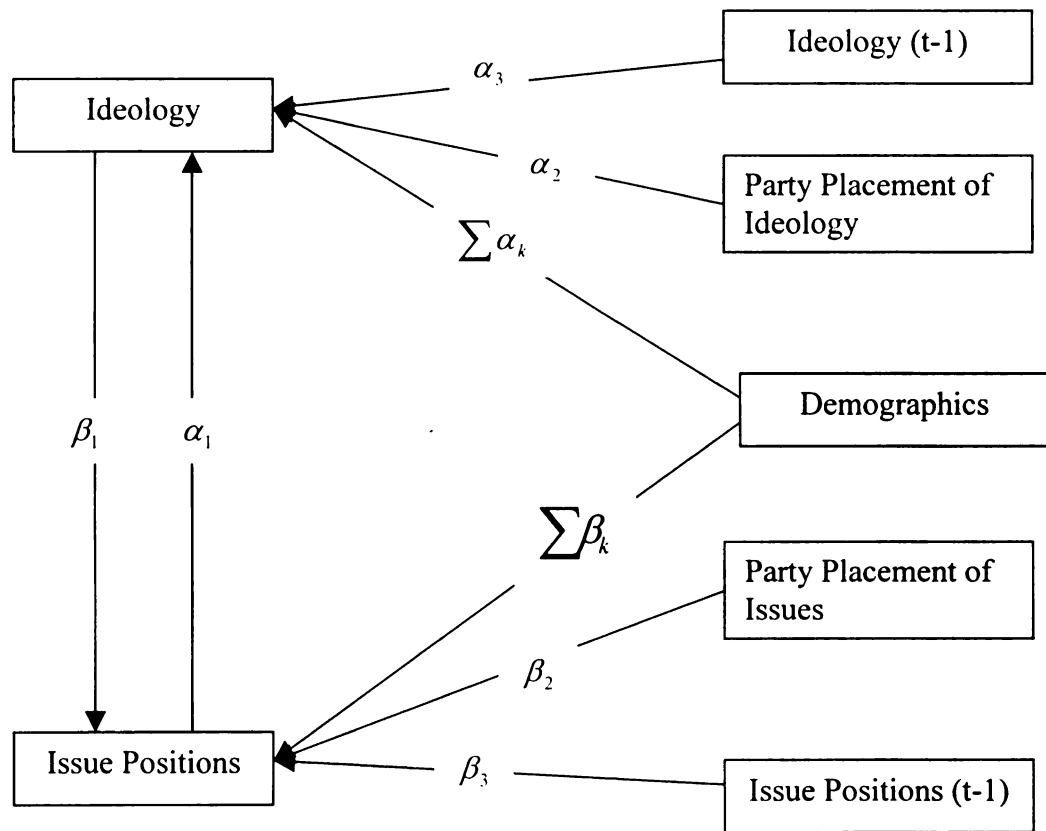 Ideology (t-1)
α₃
Ideology
α₂
Party Placement of
Ideology
∑ αₖ
Demographics
β₁
α₁
∑ βₖ
Party Placement of
Issues
β₂
Issue Positions
β₃
Issue Positions (t-1)